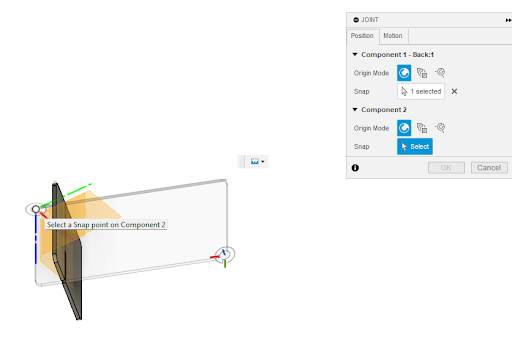 JOINT
Position Motion
Component 1 - Back:1
Origin Mode
Snap 1 selected
Component 2
Origin Mode
Snap Select
OK Cancel
Select a Snap point on Component 2